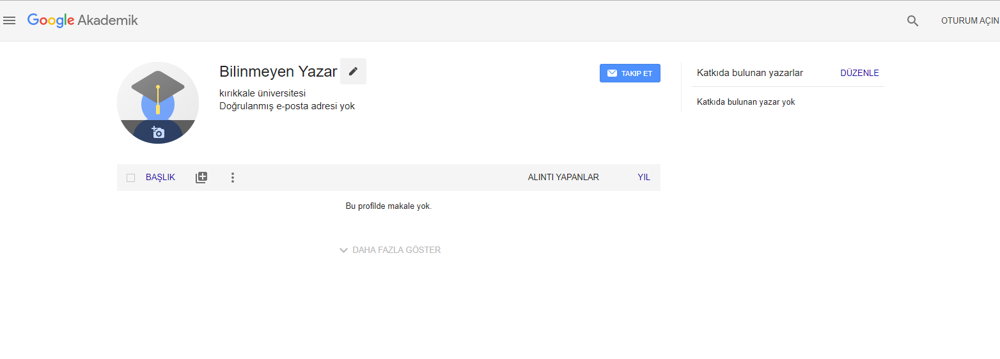 Google Akademik
OTURUM AÇIN
Bilinmeyen Yazar
kırıkkale üniversitesi
Doğrulanmış e-posta adresi yok
TAKIP ET
Katkıda bulunan yazarlar
DÜZENLE
Katkıda bulunan yazar yok
BAŞLIK
ALINTI YAPANLAR
YIL
Bu profilde makale yok.
DAHA FAZLA GÖSTER